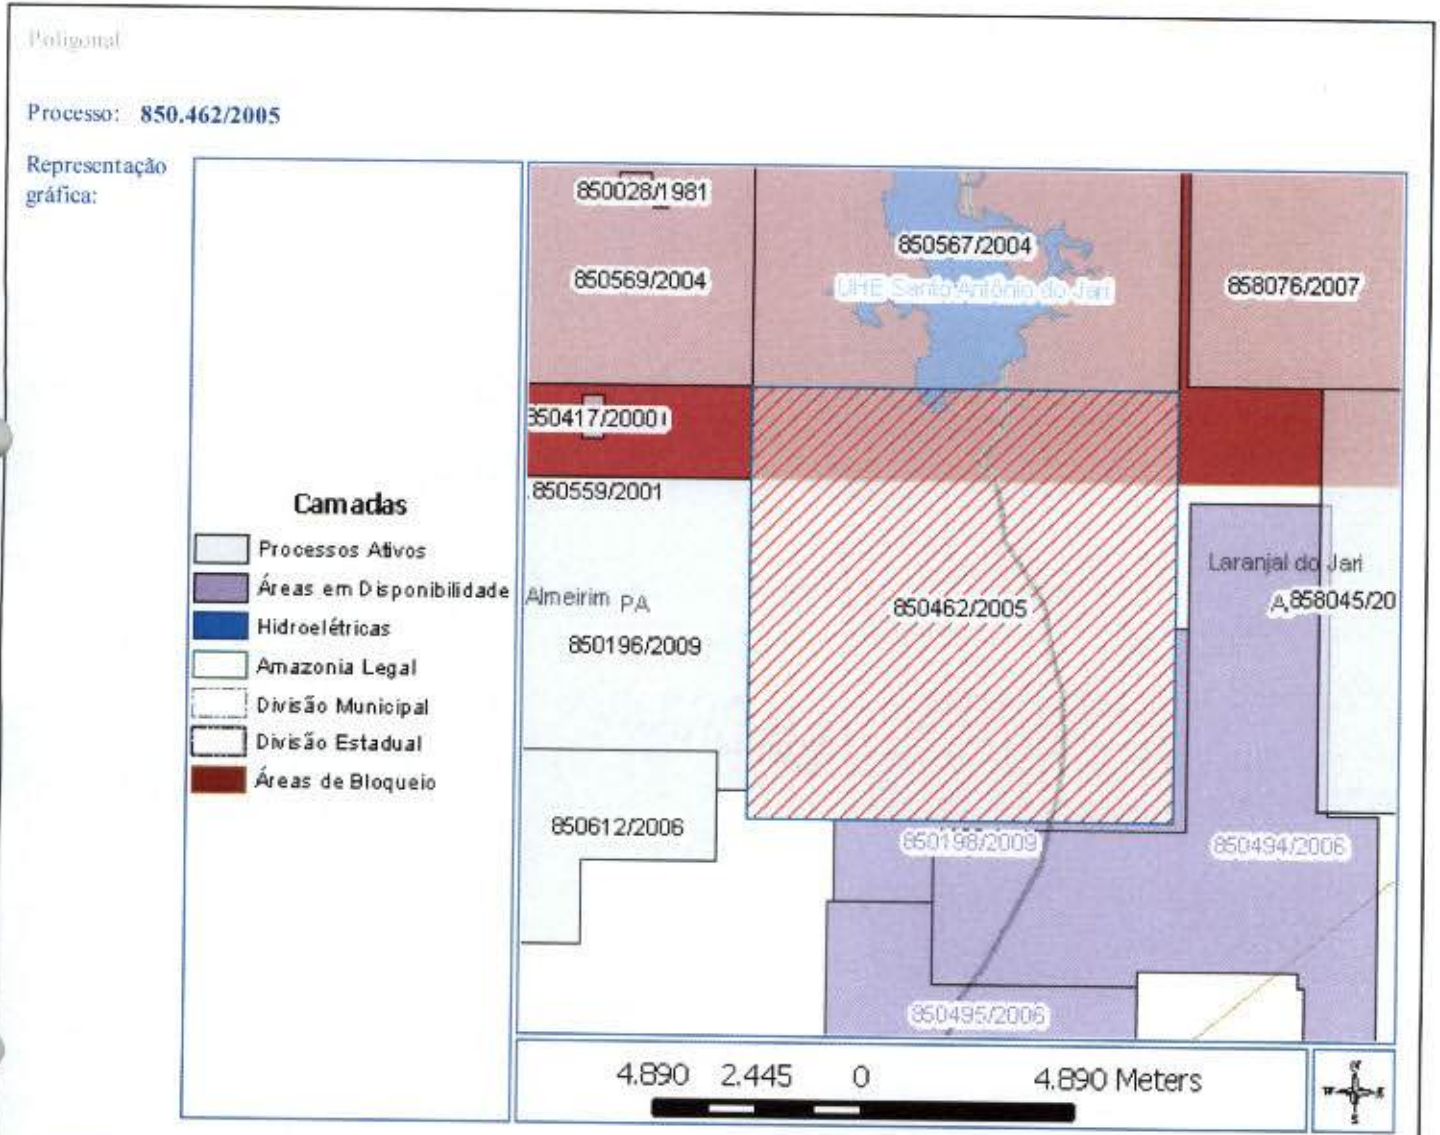 Poligonal
Processo: 850.462/2005
Representação
gráfica:
Camadas
Processos Ativos
Áreas em Disponibilidade
Hidroelétricas
Amazonia Legal
Divisão Municipal
Divisão Estadual
Áreas de Bloqueio
850028/1981
850567/2004
850569/2004
UHE Santo Antônio do Jari
858076/2007
850417/2000
850559/2001
Laranjal do Jari
Almeirim PA
850462/2005
A 858045/20
850196/2009
850612/2006
850198/2009
850494/2006
850495/2006
4.890 2.445 0 4.890 Meters
N
W E
S